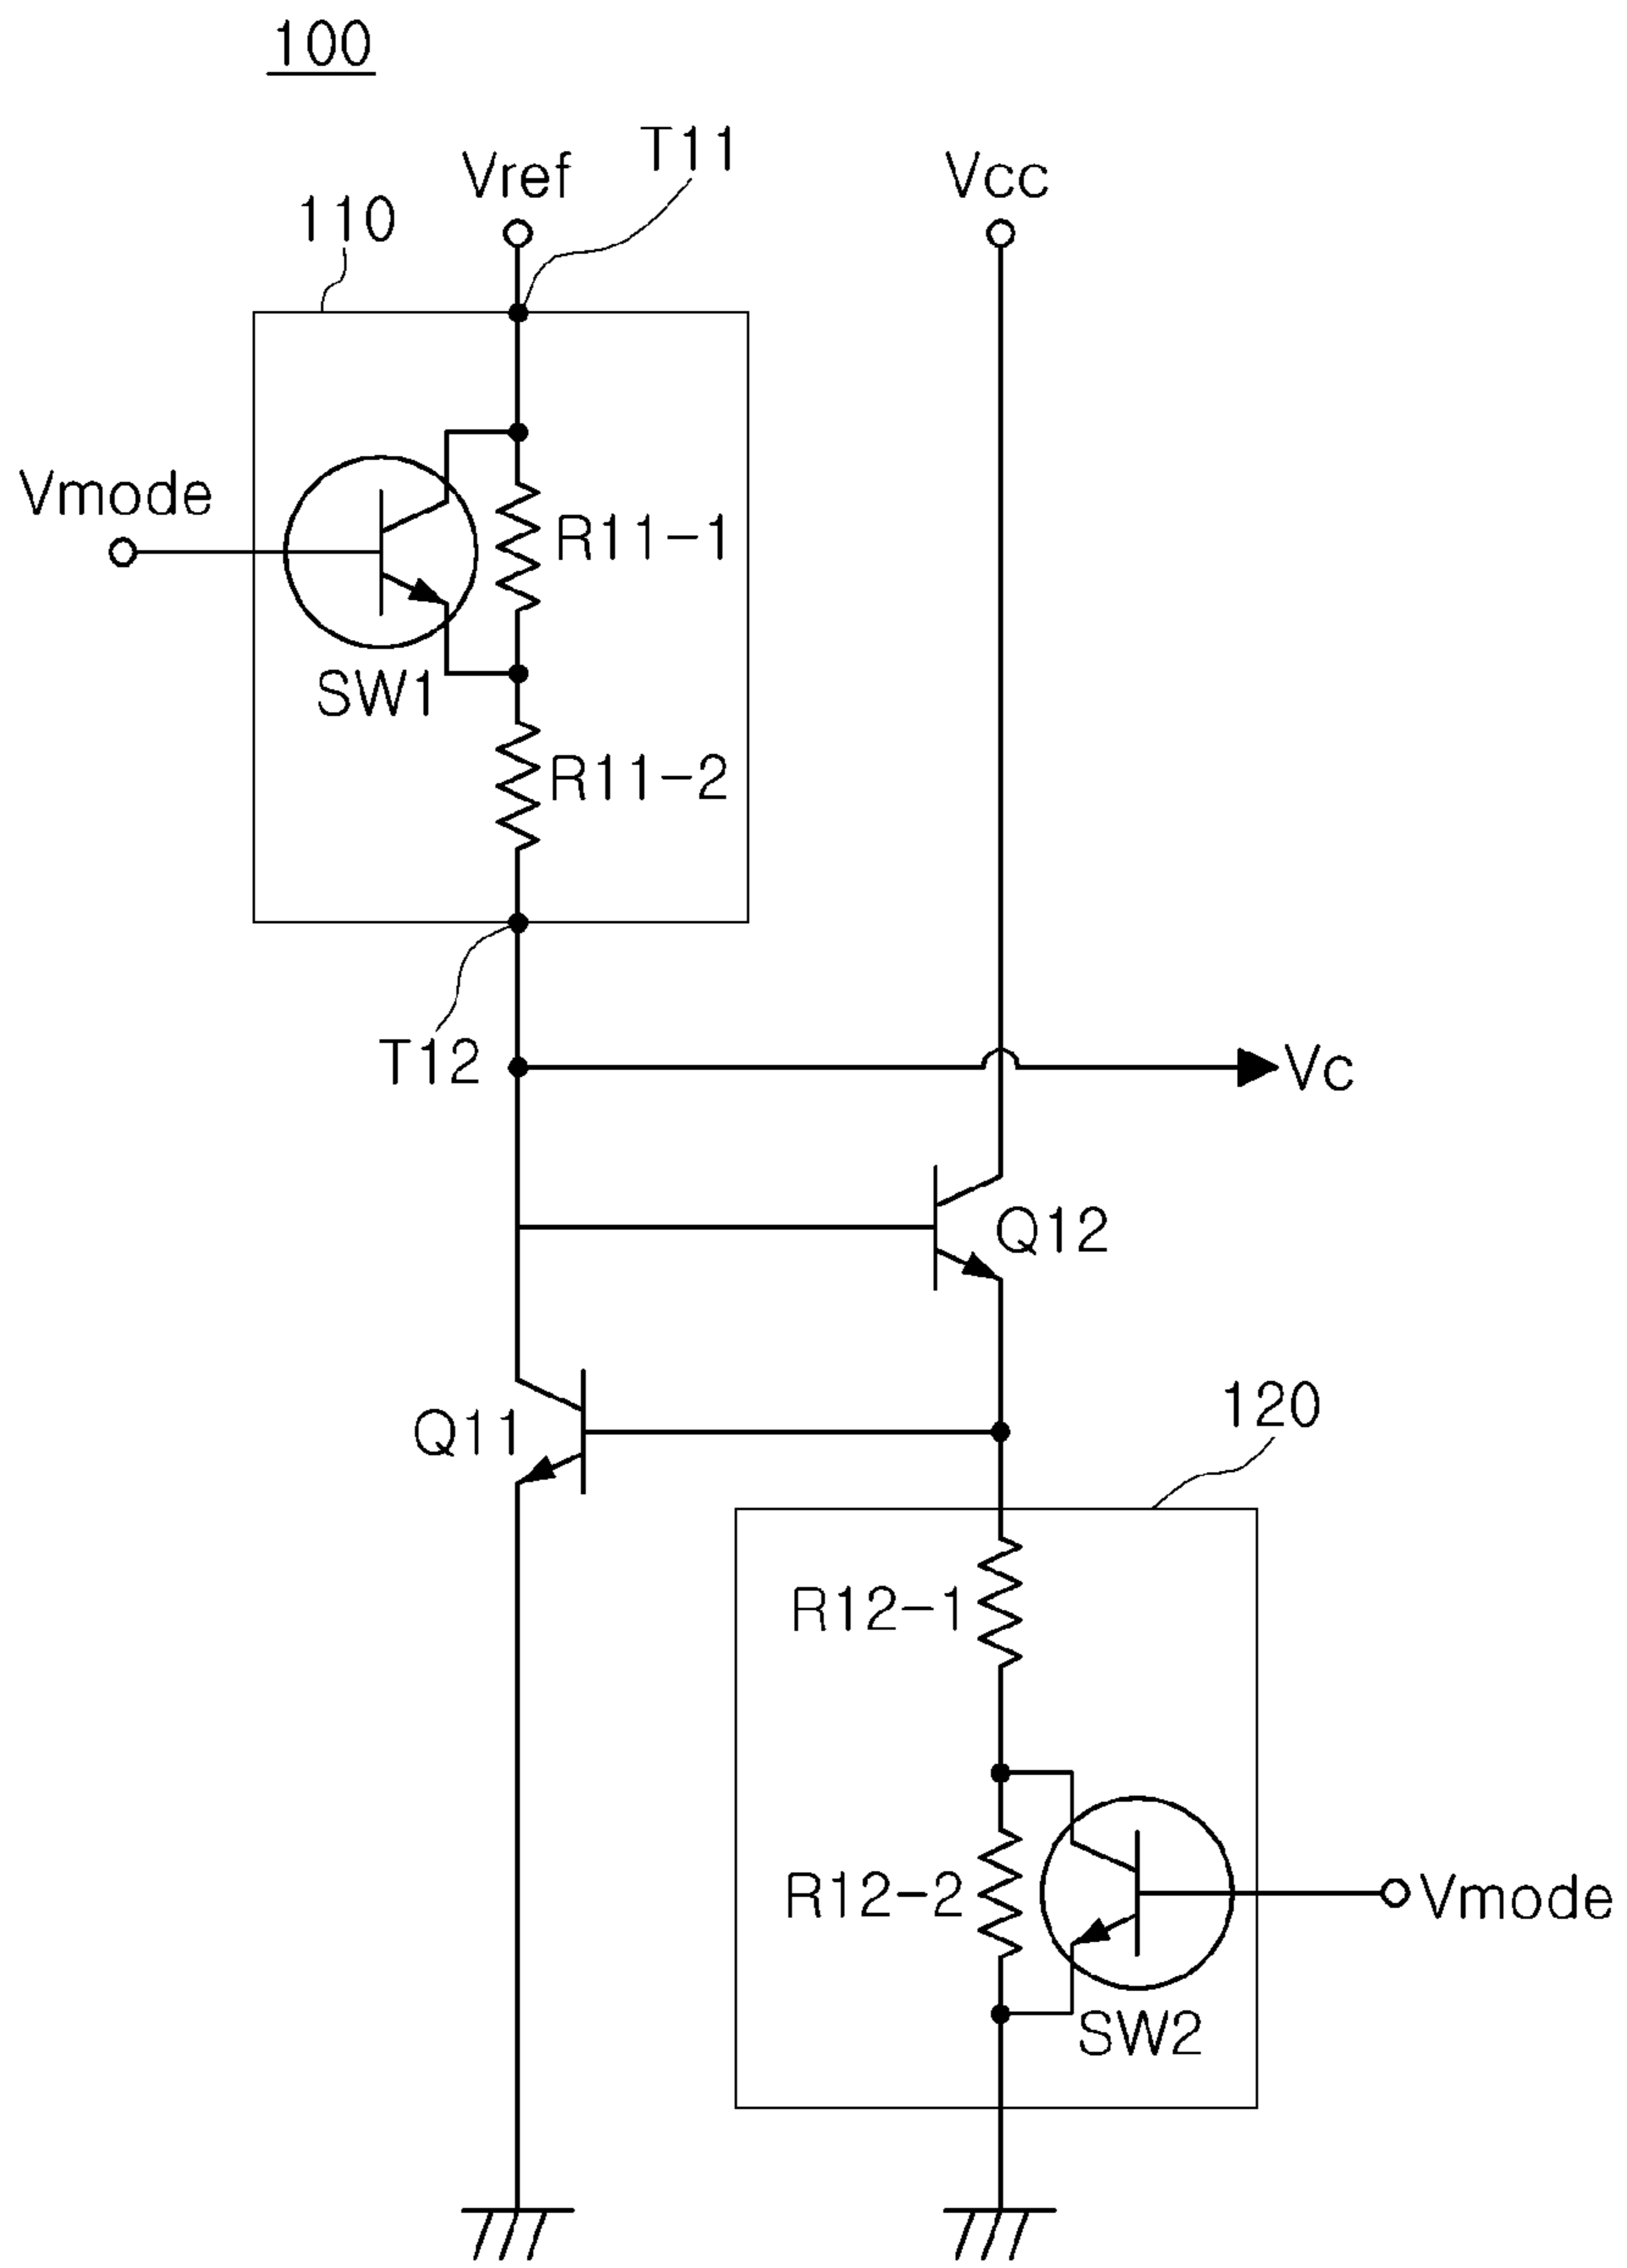 100
T11
Vref
Vcc
110
Vmode
R11-1
SW1
R11-2
T12
Vc
Q12
Q11
120
R12-1
R12-2
Vmode
SW2